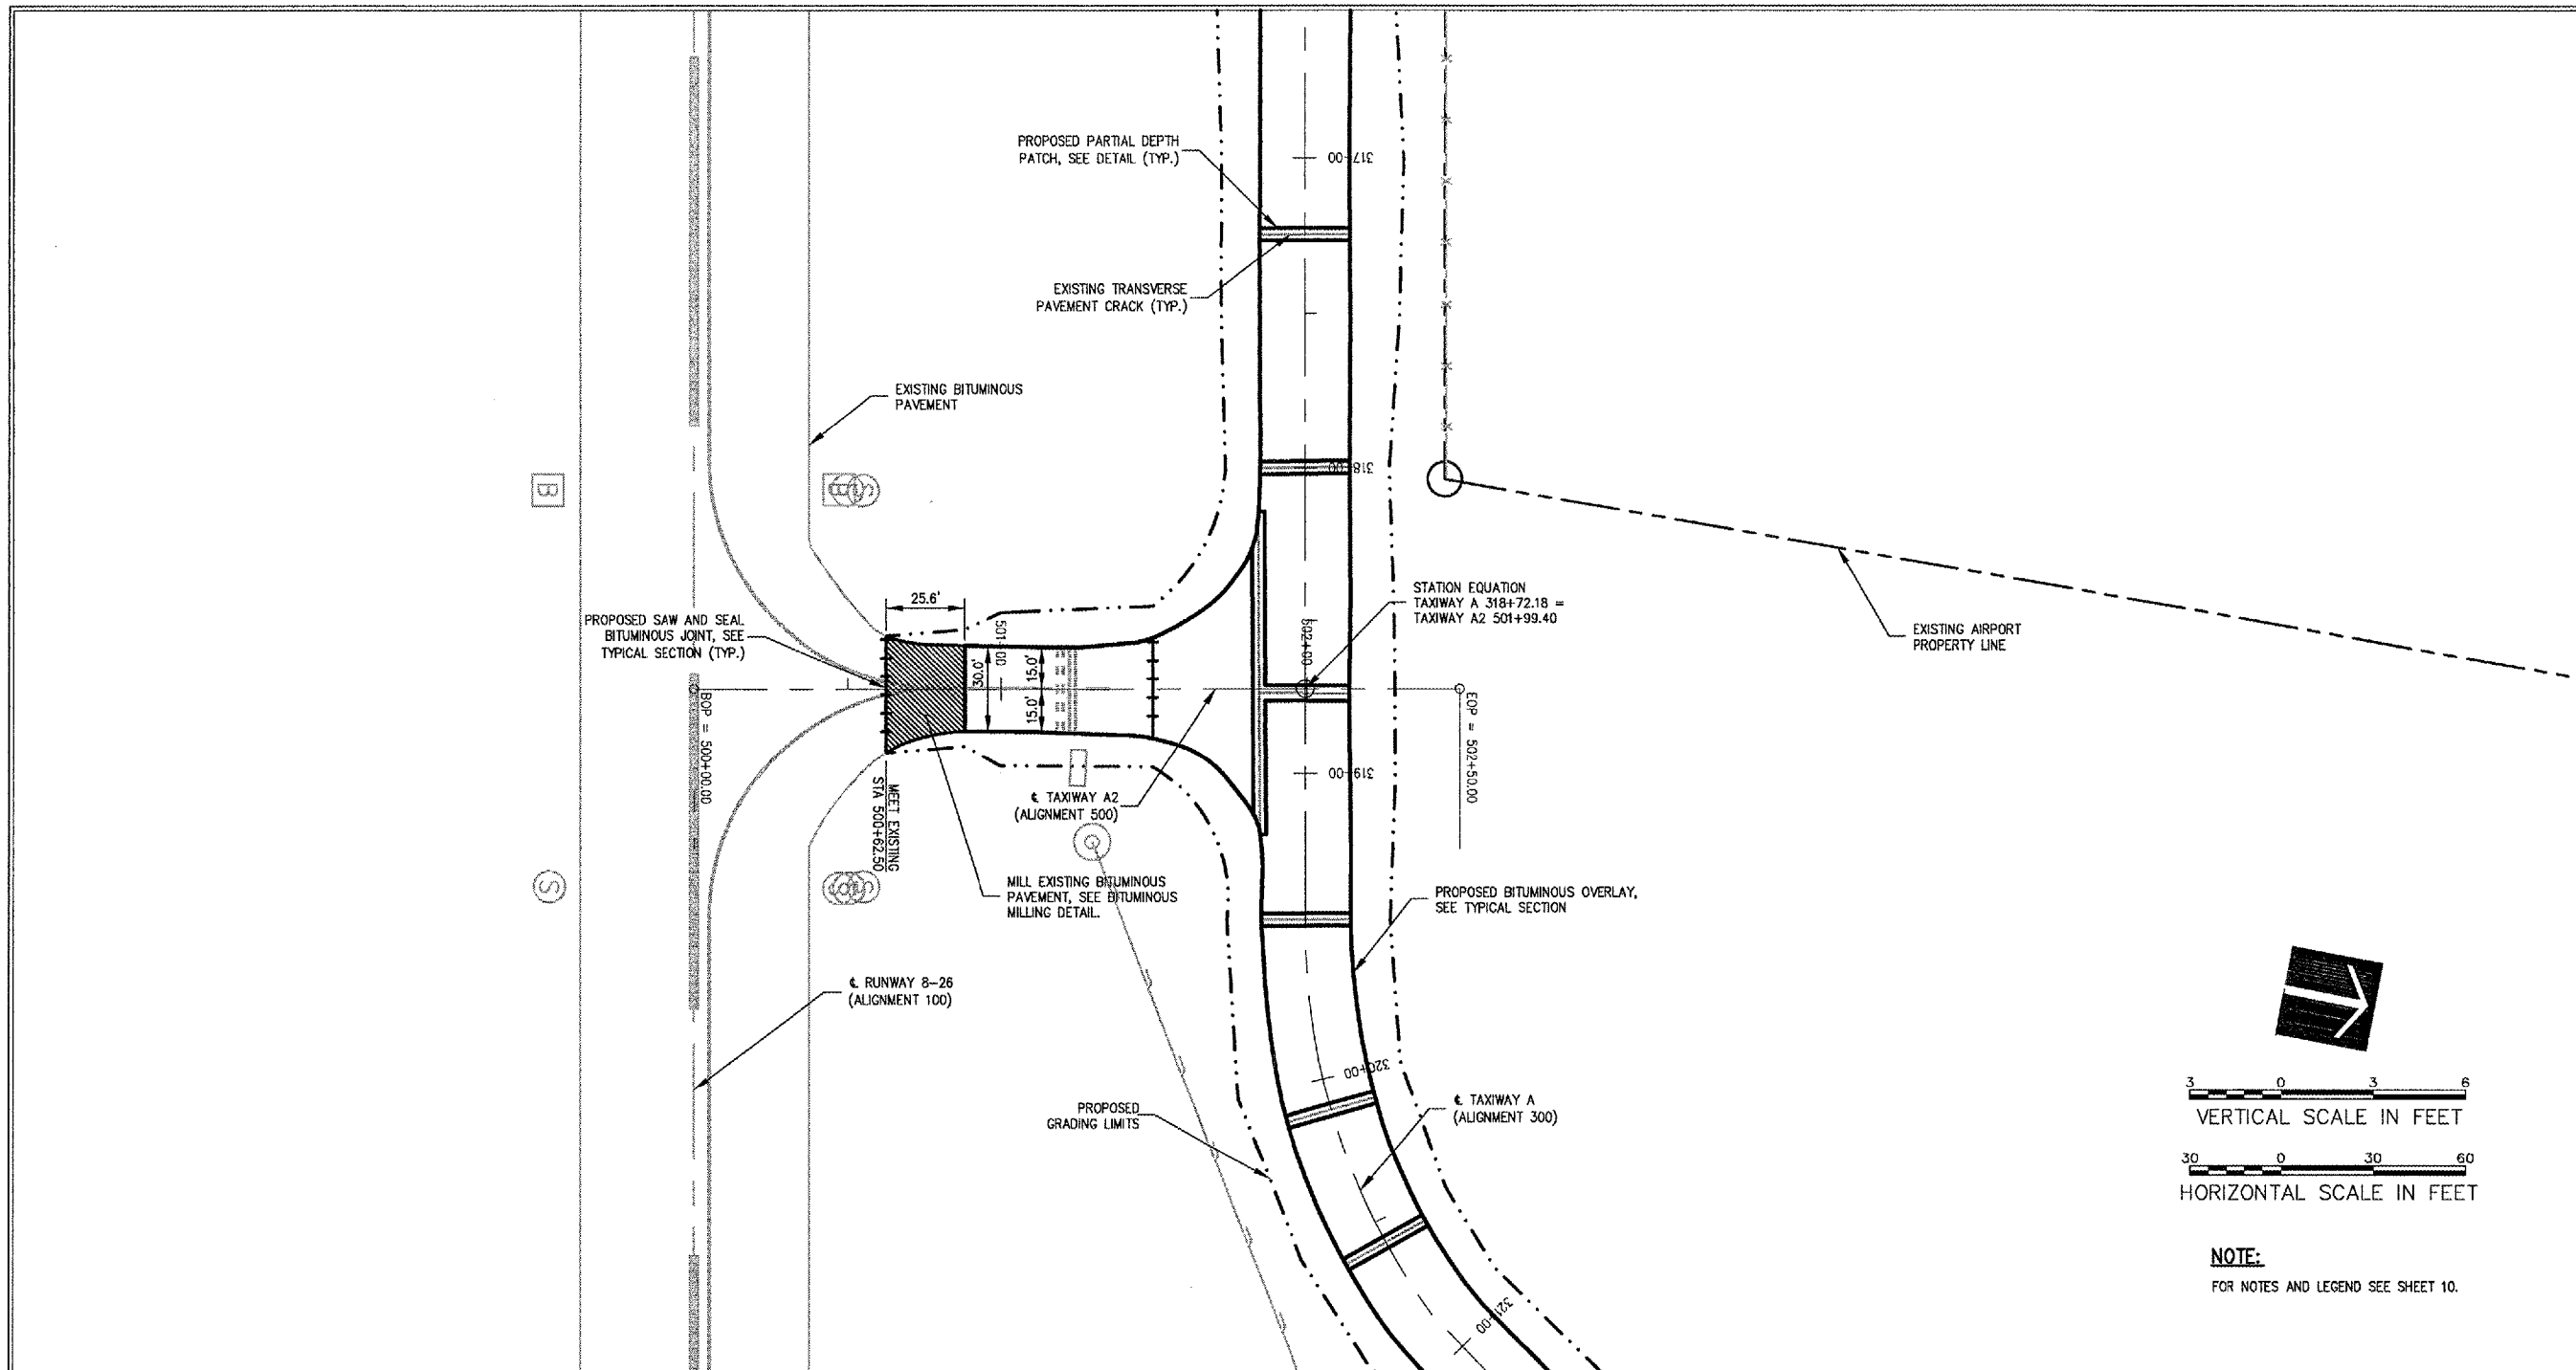 PROPOSED PARTIAL DEPTH
PATCH, SEE DETAIL (TYP.)
317+00
EXISTING TRANSVERSE
PAVEMENT CRACK (TYP.)
EXISTING BITUMINOUS
PAVEMENT
318+00
B
B
S
25.6'
PROPOSED SAW AND SEAL
BITUMINOUS JOINT, SEE
TYPICAL SECTION (TYP.)
501+00
30.0'
15.0'
15.0'
502+00
STATION EQUATION
TAXIWAY A 318+72.18 =
TAXIWAY A2 501+99.40
EXISTING AIRPORT
PROPERTY LINE
EOP = 500+00.00
EOP = 502+50.00
MEET EXISTING
STA 500+62.50
319+00
℄ TAXIWAY A2
(ALIGNMENT 500)
G
S
S
MILL EXISTING BITUMINOUS
PAVEMENT, SEE BITUMINOUS
MILLING DETAIL.
PROPOSED BITUMINOUS OVERLAY,
SEE TYPICAL SECTION
℄ RUNWAY 8-26
(ALIGNMENT 100)
320+00
PROPOSED
GRADING LIMITS
℄ TAXIWAY A
(ALIGNMENT 300)
321+00
3 0 3 6
VERTICAL SCALE IN FEET
30 0 30 60
HORIZONTAL SCALE IN FEET
NOTE:
FOR NOTES AND LEGEND SEE SHEET 10.